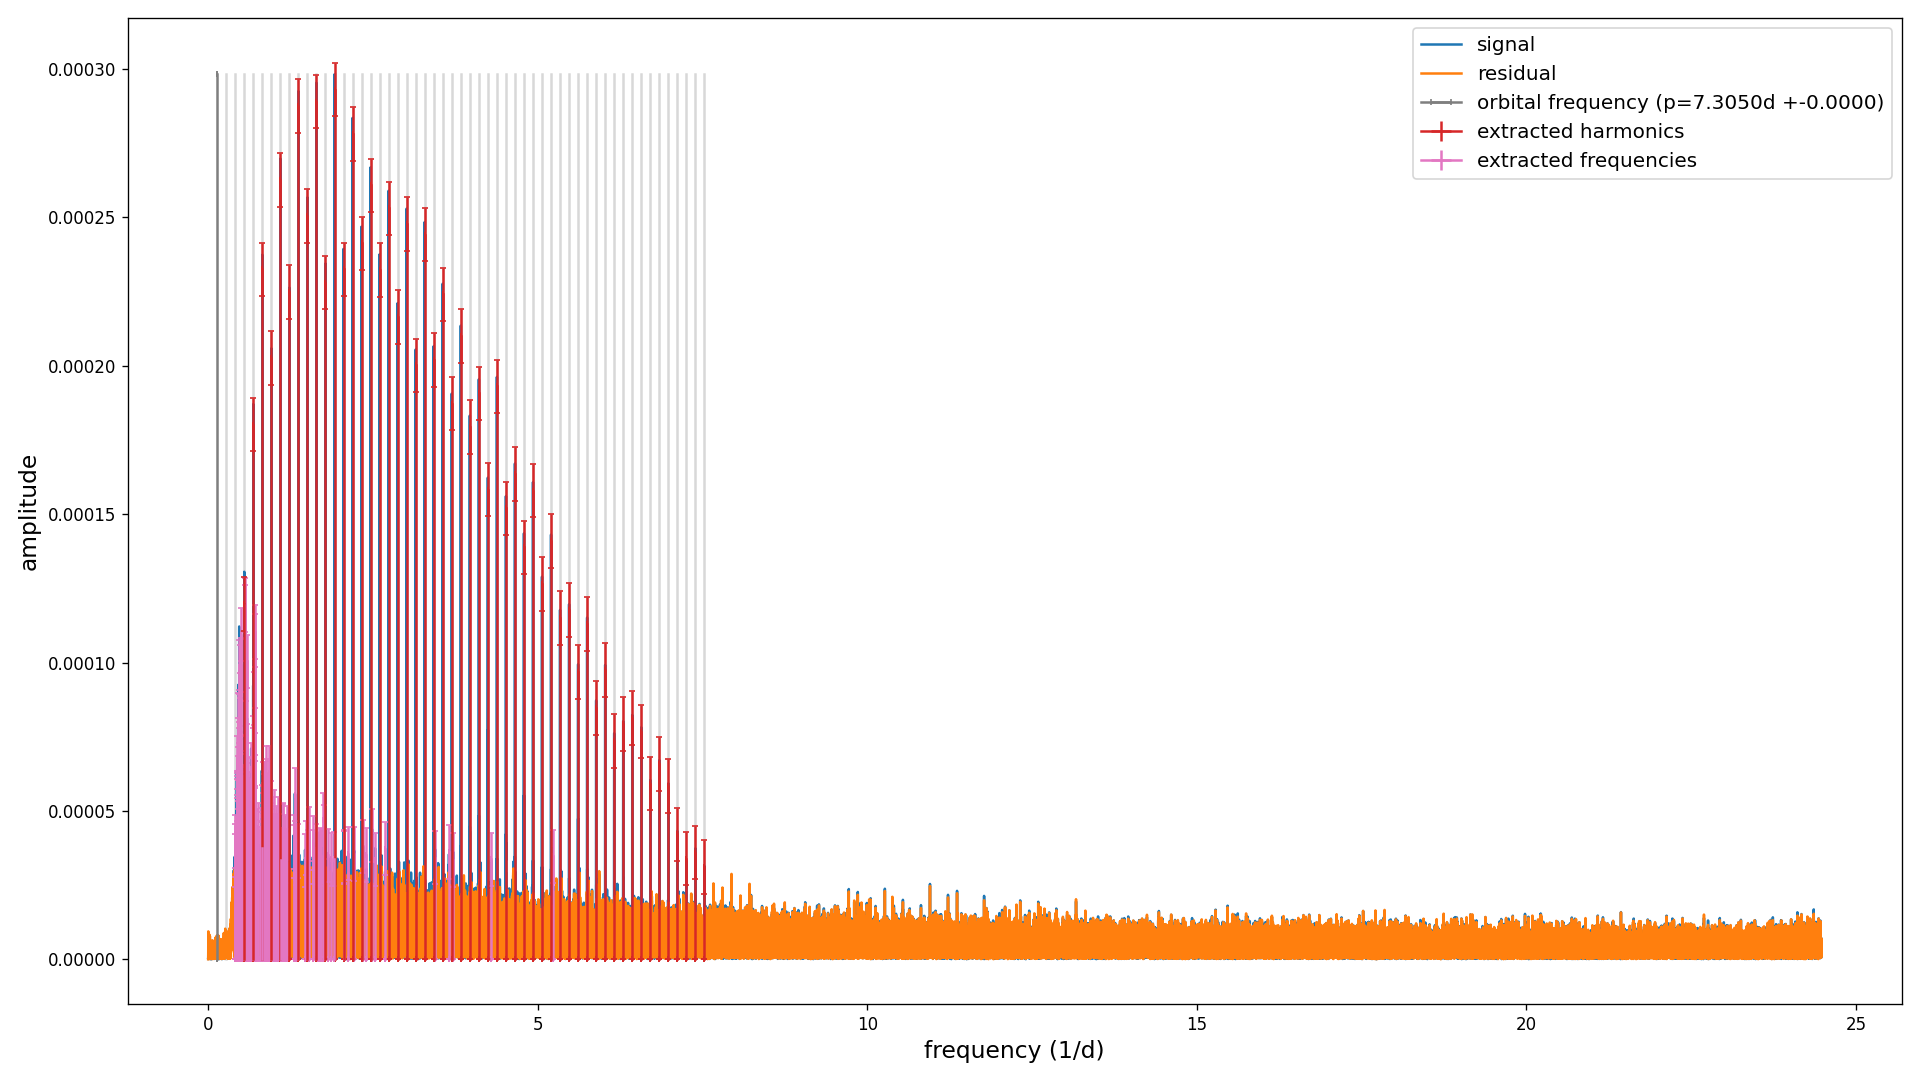 signal
residual
orbital frequency (p=7.3050d +-0.0000)
extracted harmonics
extracted frequencies
0.00030
0.00025
0.00020
0.00015
0.00010
0.00005
0.00000
amplitude
0 5 10 15 20 25
frequency (1/d)